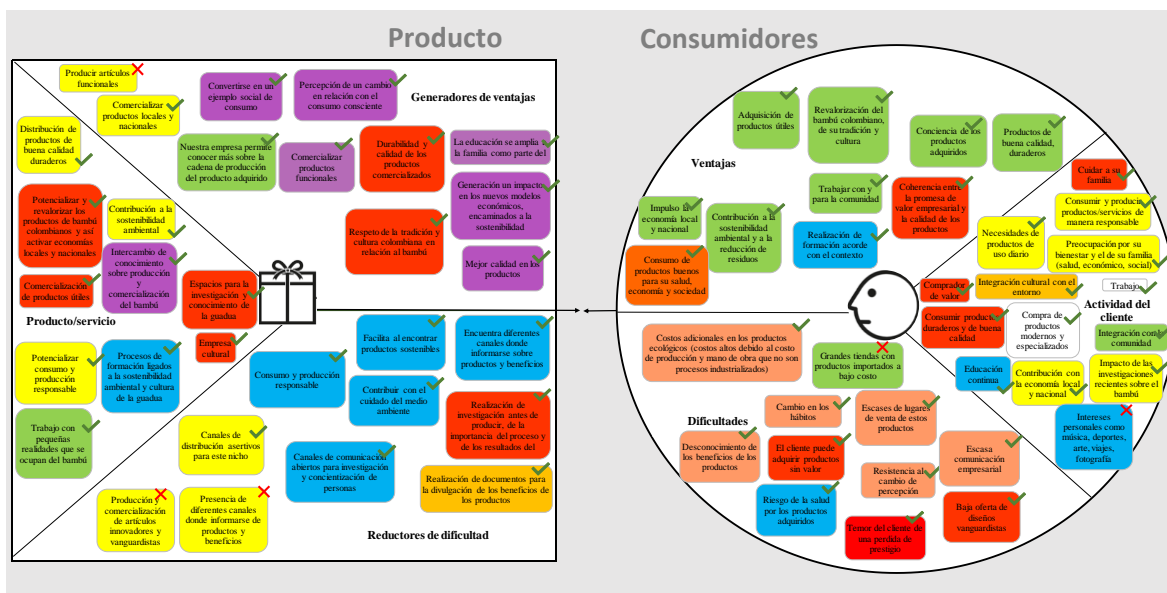 Producto
Consumidores
Producir artículos
funcionales
Comercializar
productos locales y
nacionales
Distribución de
productos de
buena calidad
duraderos
Convertirse en un
ejemplo social de
consumo
Percepción de un cambio
en relación con el
consumo consciente
Generadores de ventajas
Nuestra empresa permite
conocer más sobre la
cadena de producción
del producto adquirido
Comercializar
productos
funcionales
Durabilidad y
calidad de los
productos
comercializados
La educación se amplia a
la familia como parte del
Generación un impacto
en los nuevos modelos
económicos,
encaminados a la
sostenibilidad
Respeto de la tradición y
cultura colombiana en
relación al bambú
Mejor calidad en los
productos
Potencializar y
revalorizar los
productos de bambú
colombianos y así
activar economías
locales y nacionales
Contribución a la
sostenibilidad
ambiental
Intercambio de
conocimiento
sobre producción
y
comercialización
del bambú
Comercialización
de productos útiles
Espacios para la
investigación y
conocimiento de
la guadua
Producto/servicio
Empresa
cultural
Potencializar
consumo y
producción
responsable
Procesos de
formación ligados
a la sostenibilidad
ambiental y cultura
de la guadua
Trabajo con
pequeñas
realidades que se
ocupan del bambú
Facilita al encontrar
productos sostenibles
Encuentra diferentes
canales donde
informarse sobre
productos y beneficios
Consumo y producción
responsable
Contribuir con el
cuidado del medio
ambiente
Realización de
investigación antes de
producir, de la
importancia del proceso y
de los resultados del
Canales de
distribución asertivos
para este nicho
Canales de comunicación
abiertos para investigación
y concientización de
personas
Realización de documentos para
la divulgación de los beneficios de
los productos
Producción y
comercialización
de artículos
innovadores y
vanguardistas
Presencia de
diferentes canales
donde informarse de
productos y
beneficios
Reductores de dificultad
Adquisición de
productos útiles
Revalorización del
bambú colombiano,
de su tradición y
cultura
Conciencia de los
productos
adquiridos
Productos de
buena calidad,
duraderos
Ventajas
Trabajar con y
para la comunidad
Coherencia entre
la promesa de
valor empresarial y
la calidad de los
productos
Impulso la
economía local
y nacional
Contribución a la
sostenibilidad
ambiental y a la
reducción de
residuos
Realización de
formación acorde
con el contexto
Consumo de
productos buenos
para su salud,
economía y sociedad
Cuidar a su
familia
Consumir y producir
productos/servicios de
manera responsable
Necesidades de
productos de
uso diario
Preocupación por su
bienestar y el de su familia
(salud, económico, social)
Comprador
de valor
Integración cultural con el
entorno
Trabajo
Actividad del
cliente
Consumir productos
duraderos y de buena
calidad
Compra de
productos
modernos y
especializados
Integración con la
comunidad
Educación
continua
Contribución con
la economía local
y nacional
Impacto de las
investigaciones
recientes sobre el
bambú
Intereses
personales como
música, deportes,
arte, viajes,
fotografía
Costos adicionales en los productos
ecológico (costos altos debido al costo
de producción y mano de obra que no son
procesos industrializados)
Grandes tiendas con
productos importados a
bajo costo
Dificultades
Cambio en los
hábitos
Escases de lugares
de venta de estos
productos
Desconocimiento de
los beneficios de los
productos
El cliente puede
adquirir productos
sin valor
Resistencia al
cambio de
percepción
Escasa
comunicación
empresarial
Riesgo de la salud
por los productos
adquiridos
Temor del cliente de
una perdida de
prestigio
Baja oferta de
diseños
vanguardistas